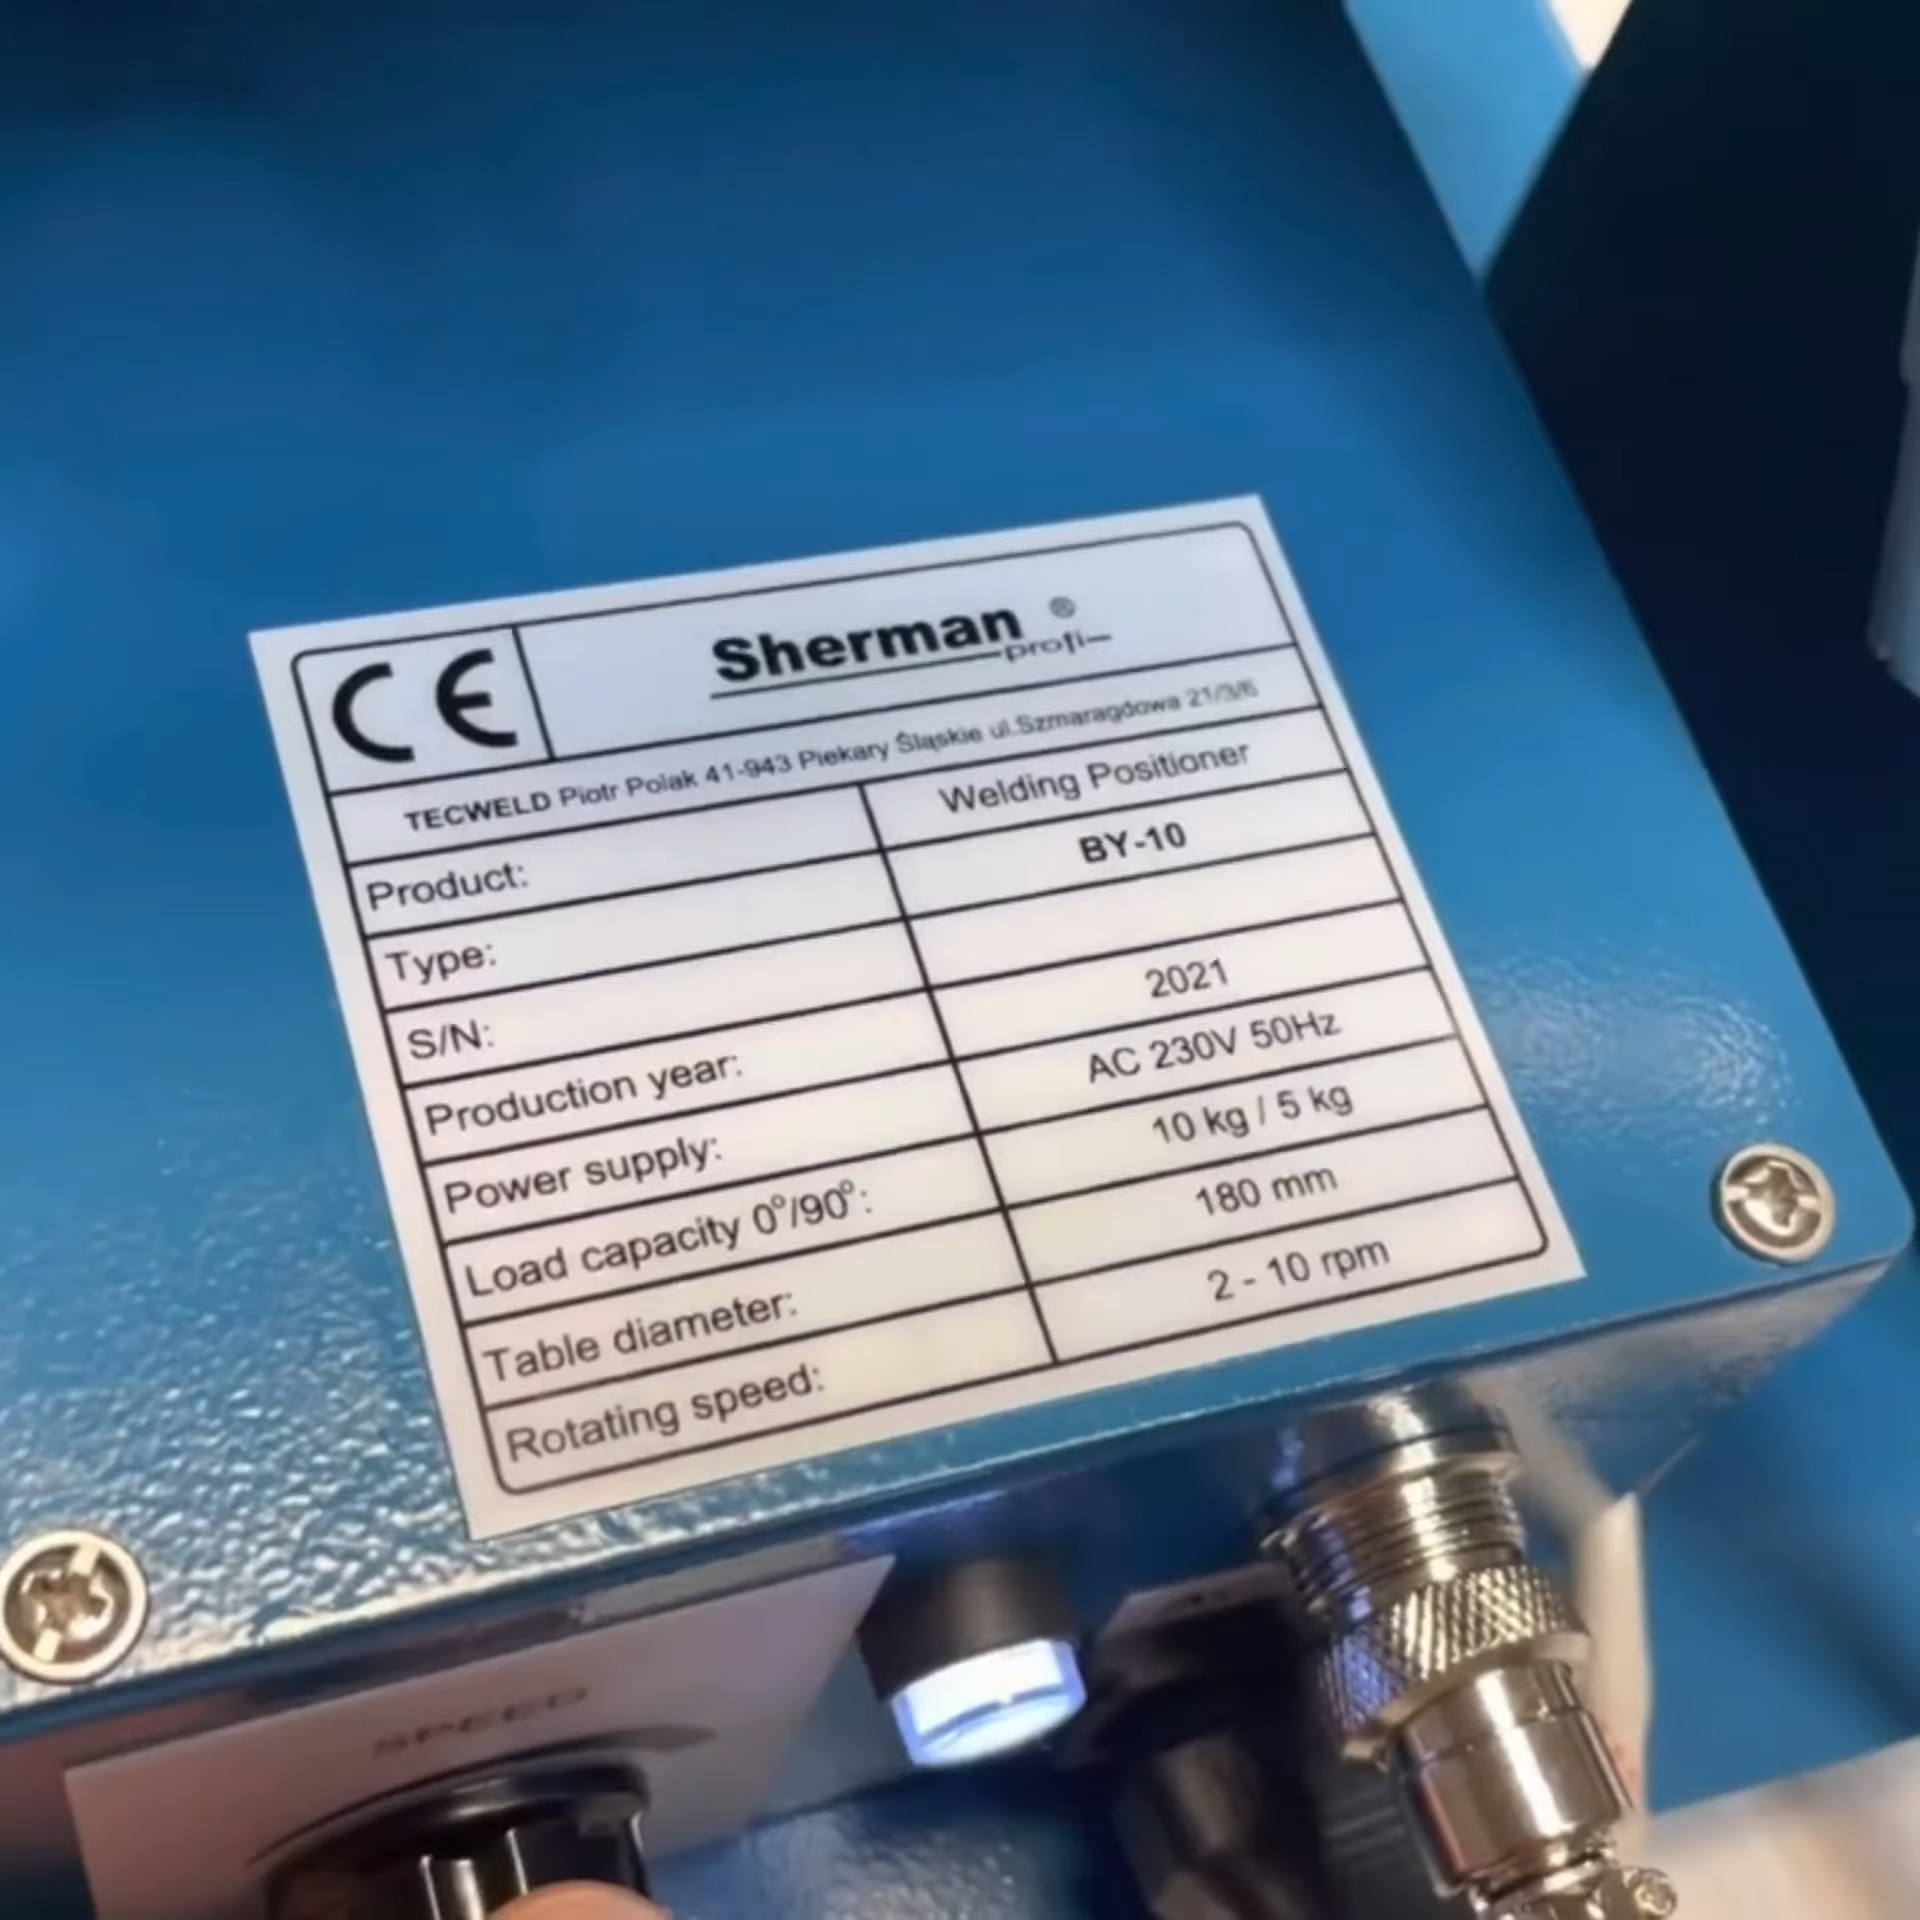 CE
Sherman ®
profi
TECWELD Piotr Polak 41-943 Piekary Śląskie ul.Szmaragdowa 21/3/6
Product: Welding Positioner
Type: BY-10
S/N:
Production year: 2021
Power supply: AC 230V 50Hz
Load capacity 0°/90°: 10 kg / 5 kg
Table diameter: 180 mm
Rotating speed: 2 - 10 rpm
SPEED